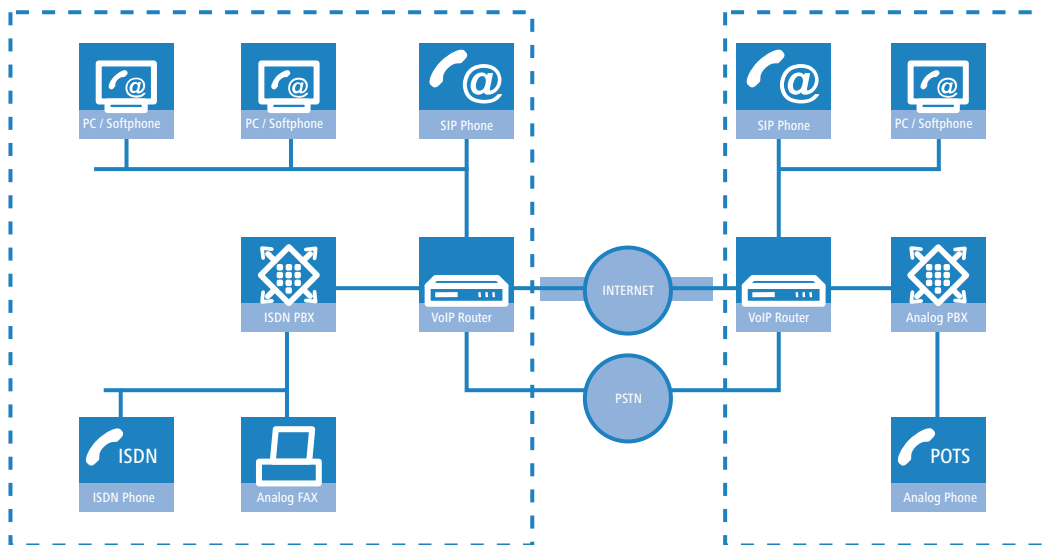 PC / Softphone
PC / Softphone
SIP Phone
SIP Phone
PC / Softphone
ISDN PBX
VoIP Router
INTERNET
VoIP Router
Analog PBX
PSTN
ISDN
ISDN Phone
Analog FAX
POTS
Analog Phone